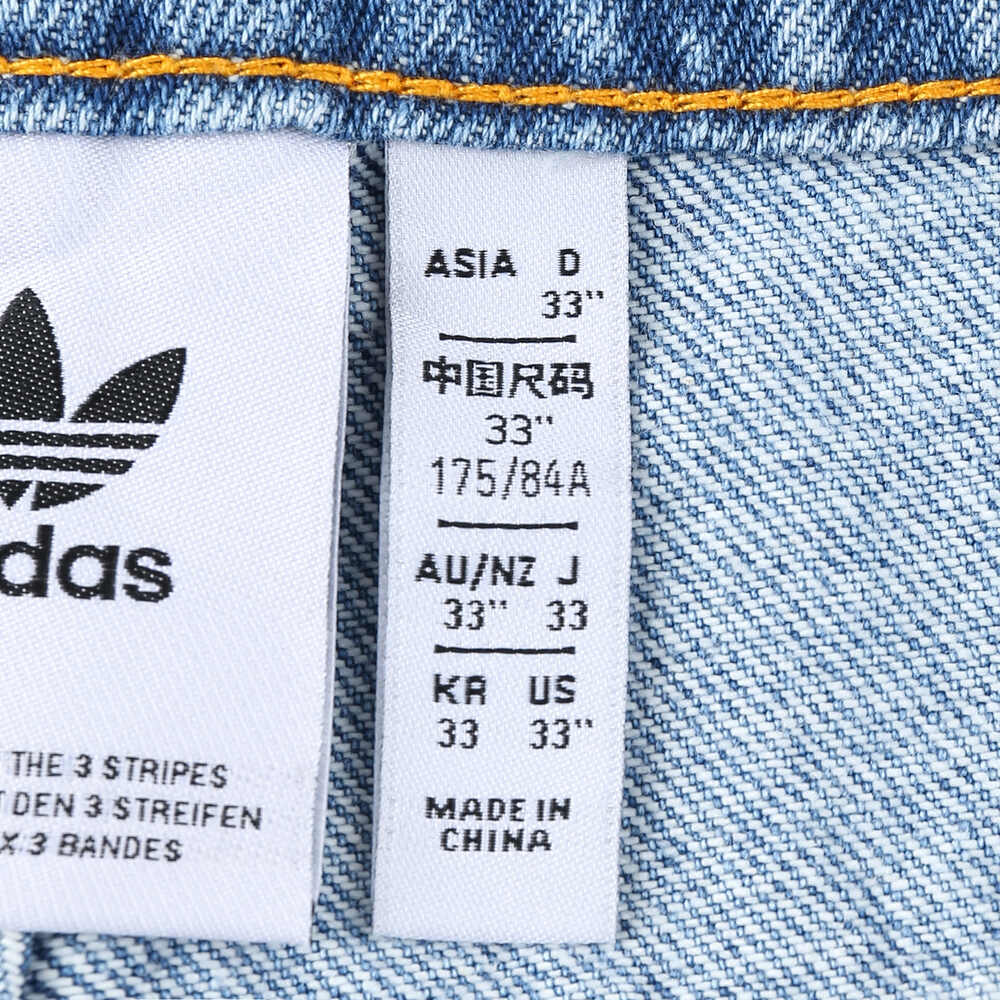 das
THE 3 STRIPES
DEN 3 STREIFEN
3 BANDES
ASIA D
33"
中国尺码
33"
175/84A
AU/NZ J
33" 33
KR US
33 33"
MADE IN
CHINA